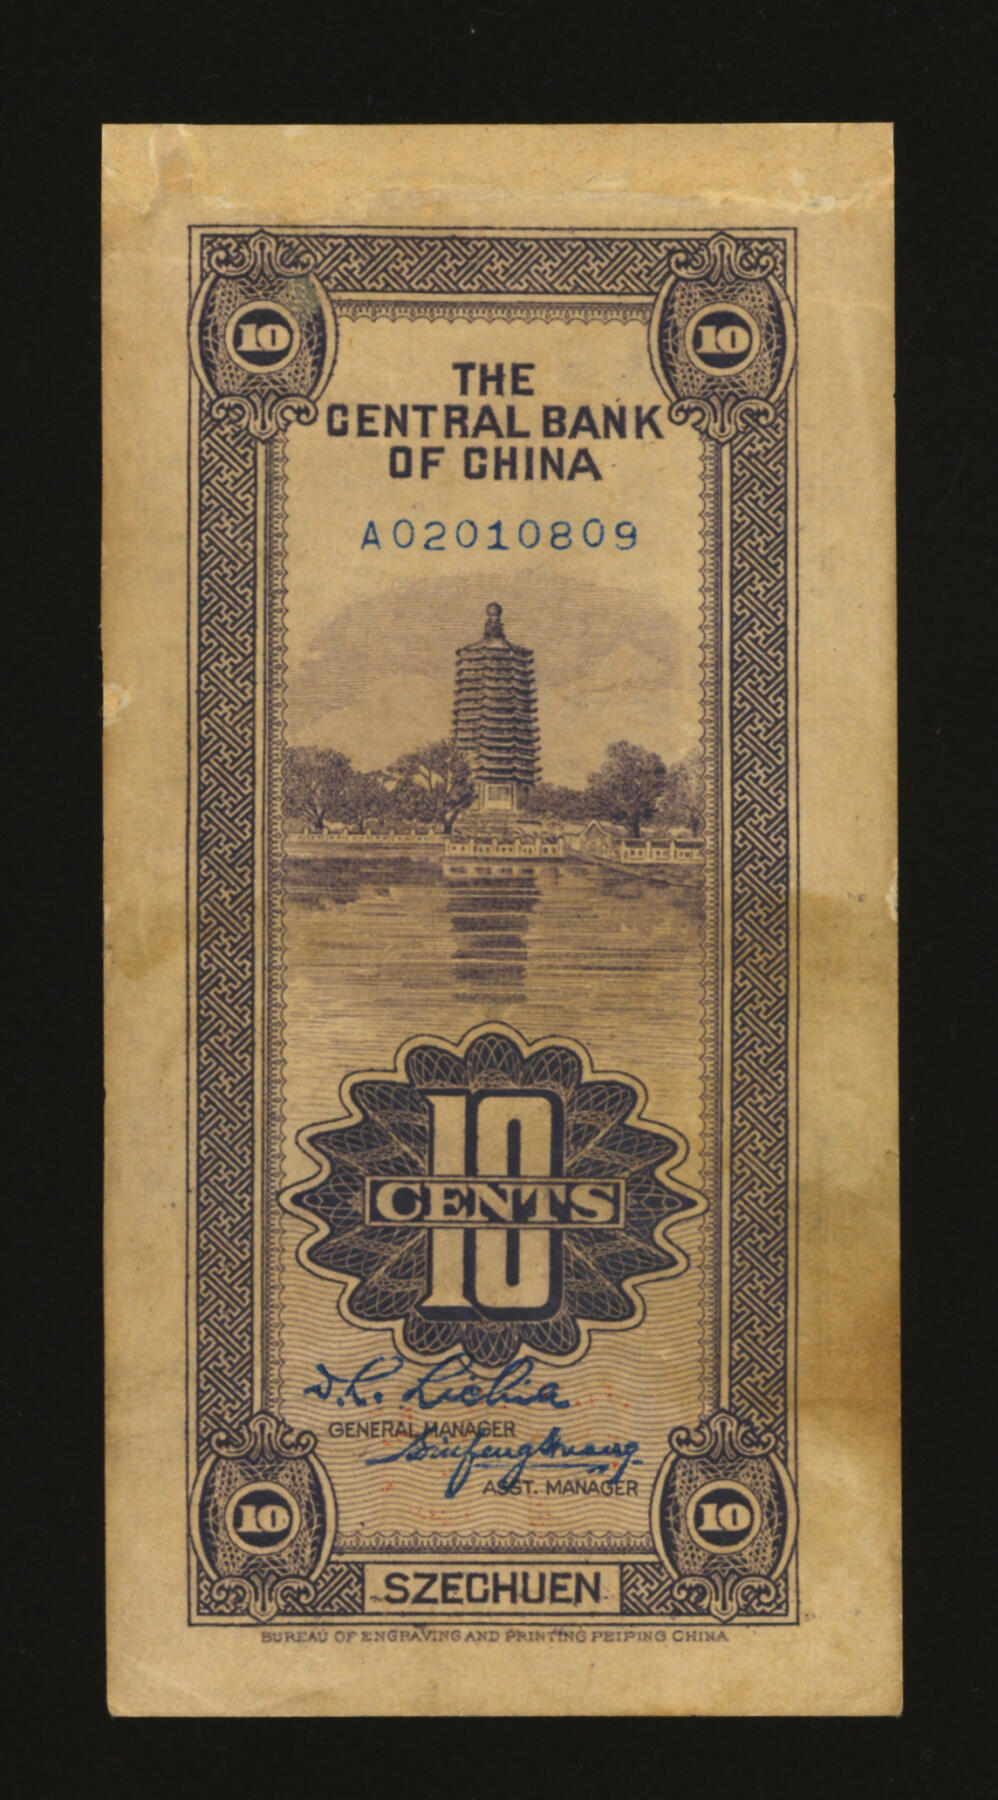 10 10
THE
CENTRAL BANK
OF CHINA
A02010809
10
CENTS
10
D.K. Lichia
GENERAL MANAGER
ASST. MANAGER
10 10
SZECHUEN
BUREAU OF ENGRAVING AND PRINTING PEIPING CHINA